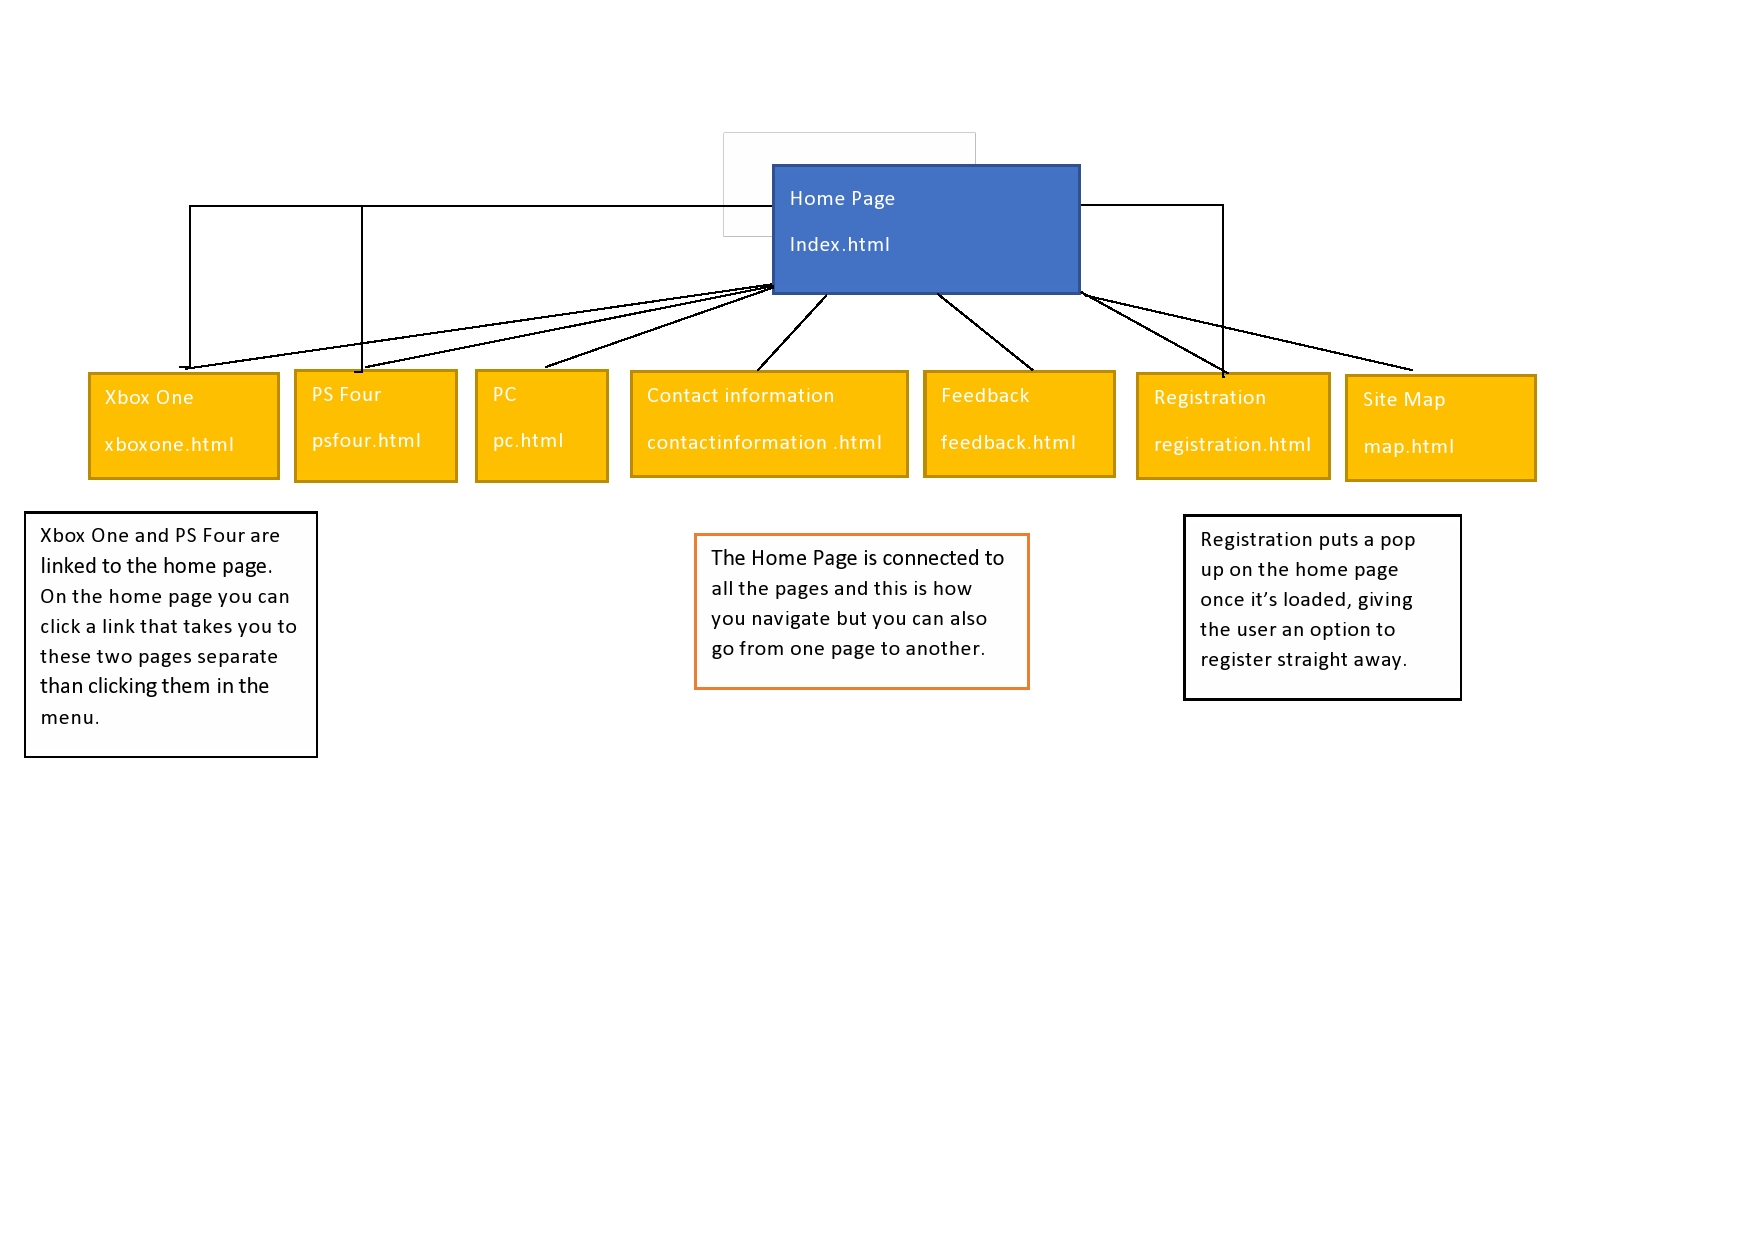 Home Page
Index.html
Xbox One
xboxone.html
PS Four
psfour.html
PC
pc.html
Contact information
contactinformation .html
Feedback
feedback.html
Registration
registration.html
Site Map
map.html
Xbox One and PS Four are
linked to the home page.
On the home page you can
click a link that takes you to
these two pages separate
than clicking them in the
menu.
The Home Page is connected to
all the pages and this is how
you navigate but you can also
go from one page to another.
Registration puts a pop
up on the home page
once it’s loaded, giving
the user an option to
register straight away.